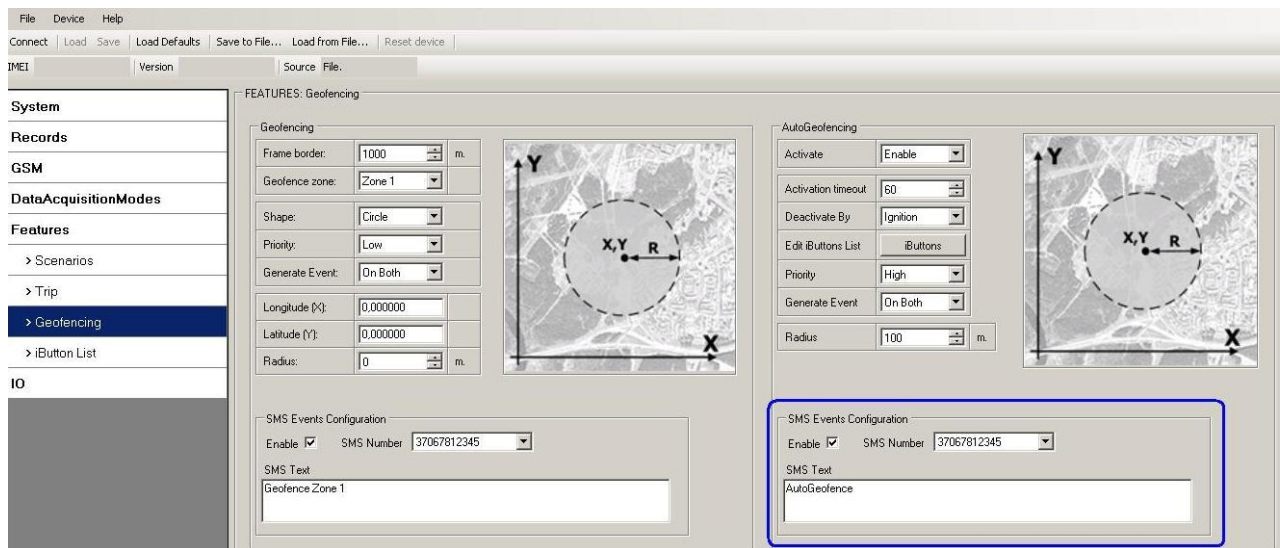 File Device Help
Connect Load Save Load Defaults Save to File... Load from File... Reset device
IMEI Version Source File.
System
Records
GSM
DataAcquisitionModes
Features
> Scenarios
> Trip
> Geofencing
> iButton List
IO
FEATURES: Geofencing
Geofencing
Frame border: 1000 m.
Geofence zone: Zone 1
Shape: Circle
Priority: Low
Generate Event: On Both
Longitude (X): 0,000000
Latitude (Y): 0,000000
Radius: 0 m.
Y
X,Y R
X
SMS Events Configuration
Enable SMS Number 37067812345
SMS Text
Geofence Zone 1
AutoGeofencing
Activate Enable
Activation timeout 60
Deactivate By Ignition
Edit iButtons List iButtons
Priority High
Generate Event On Both
Radius 100 m.
Y
X,Y R
X
SMS Events Configuration
Enable SMS Number 37067812345
SMS Text
AutoGeofence